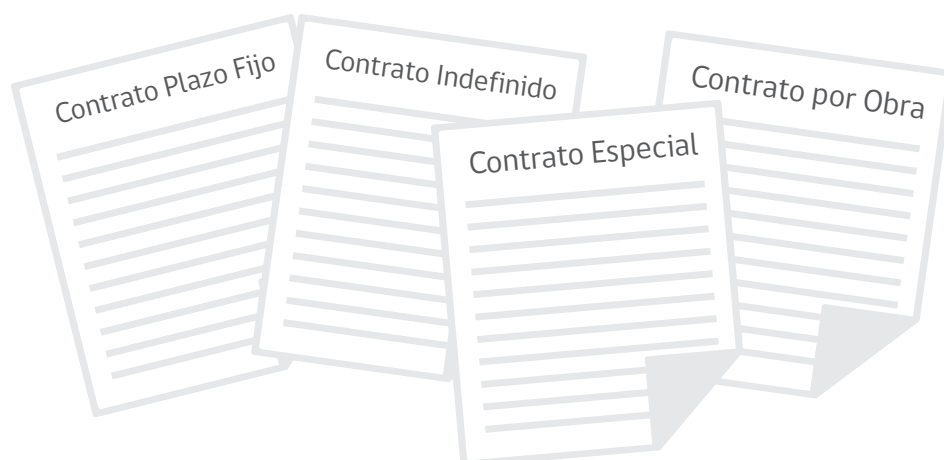 Contrato Plazo Fijo
Contrato Indefinido
Contrato Especial
Contrato por Obra